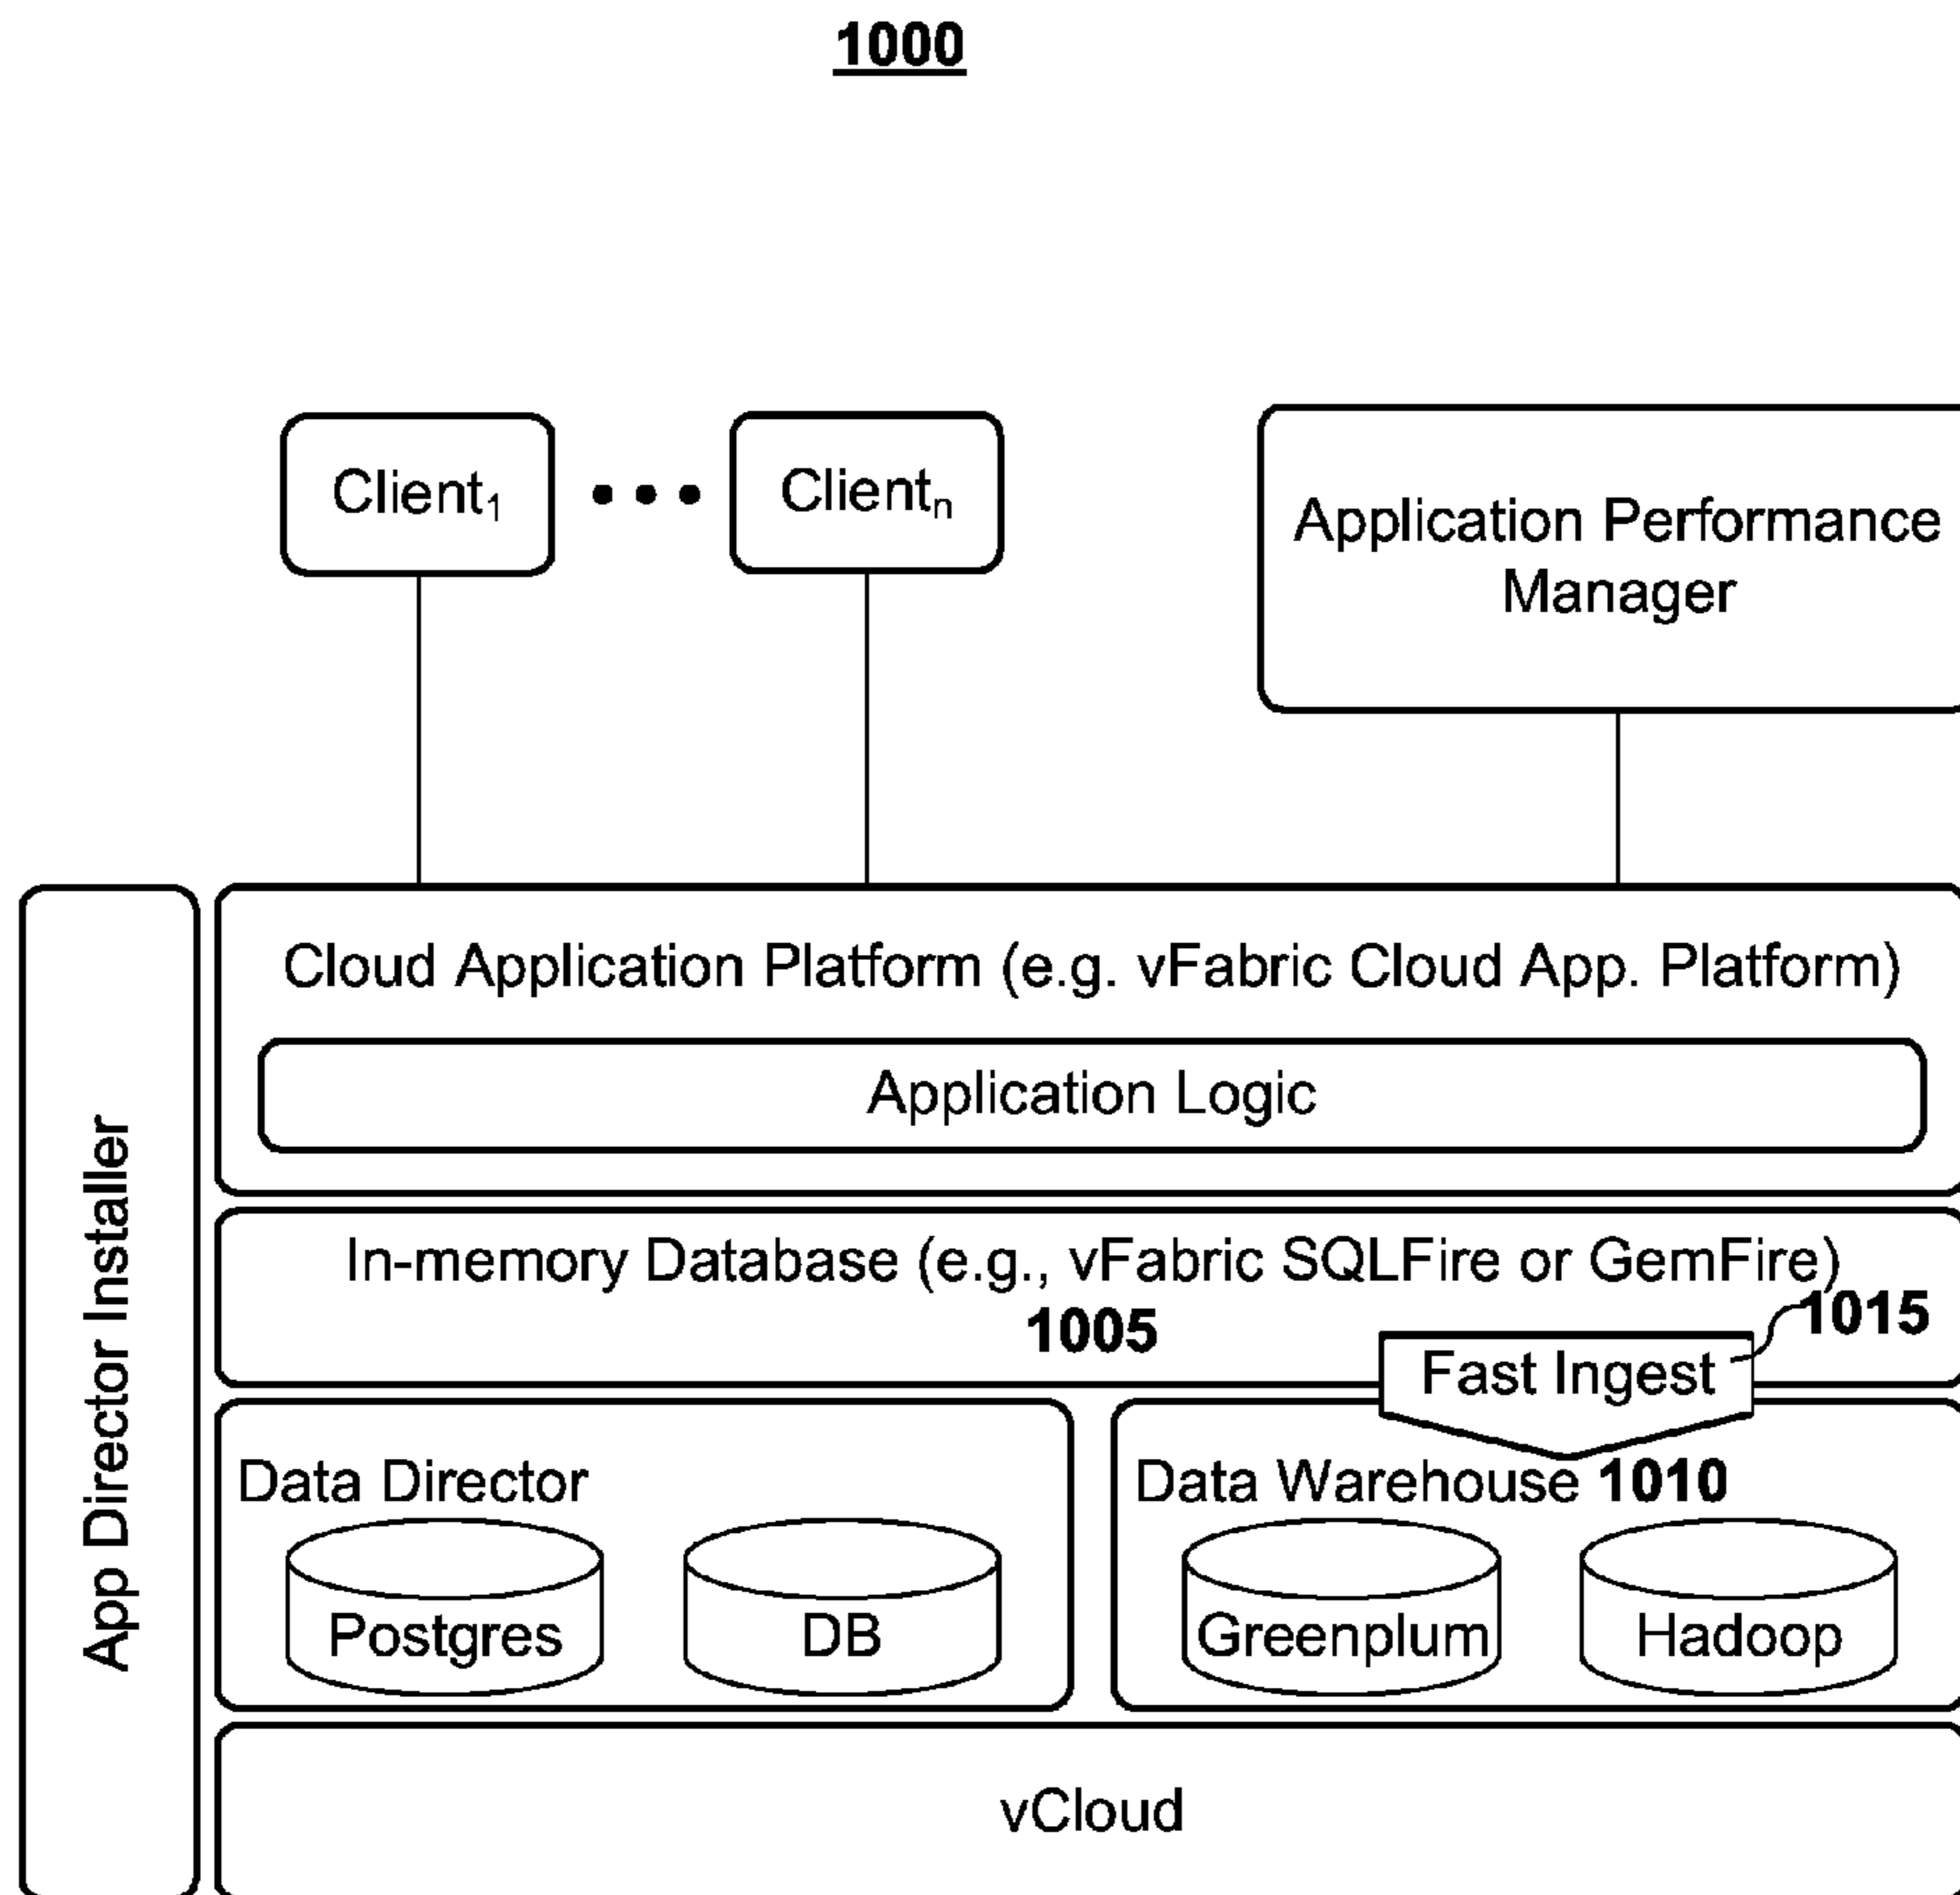 1000
Client1
Clientn
Application Performance
Manager
App Director Installer
Cloud Application Platform (e.g. vFabric Cloud App. Platform)
Application Logic
In-memory Database (e.g., vFabric SQLFire or GemFire)
1005
1015
Fast Ingest
Data Director
Data Warehouse 1010
Postgres
DB
Greenplum
Hadoop
vCloud